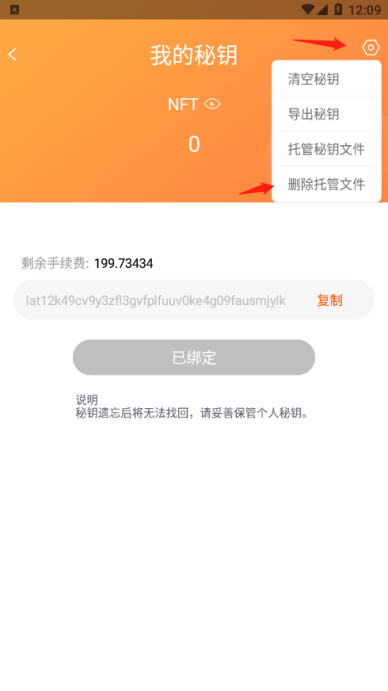 12:09
我的秘钥
NFT
0
清空秘钥
导出秘钥
托管秘钥文件
删除托管文件
剩余手续费: 199.73434
lat12k49cv9y3zfl3gvfplfuuv0ke4g09fausmjylk 复制
已绑定
说明
秘钥遗忘后将无法找回，请妥善保管个人秘钥。